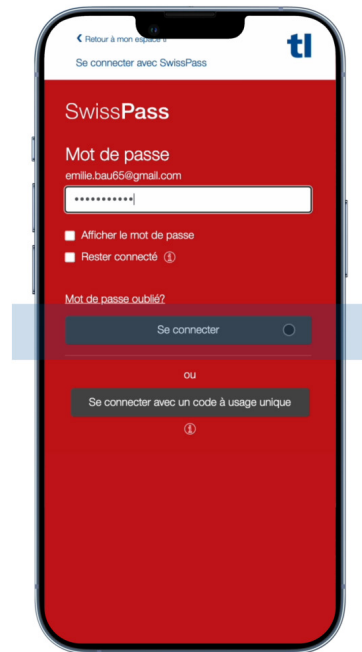 Retour à mon espace tl
tl
Se connecter avec SwissPass
SwissPass
Mot de passe
emilie.bau65@gmail.com
Afficher le mot de passe
Rester connecté
Mot de passe oublié?
Se connecter
ou
Se connecter avec un code à usage unique